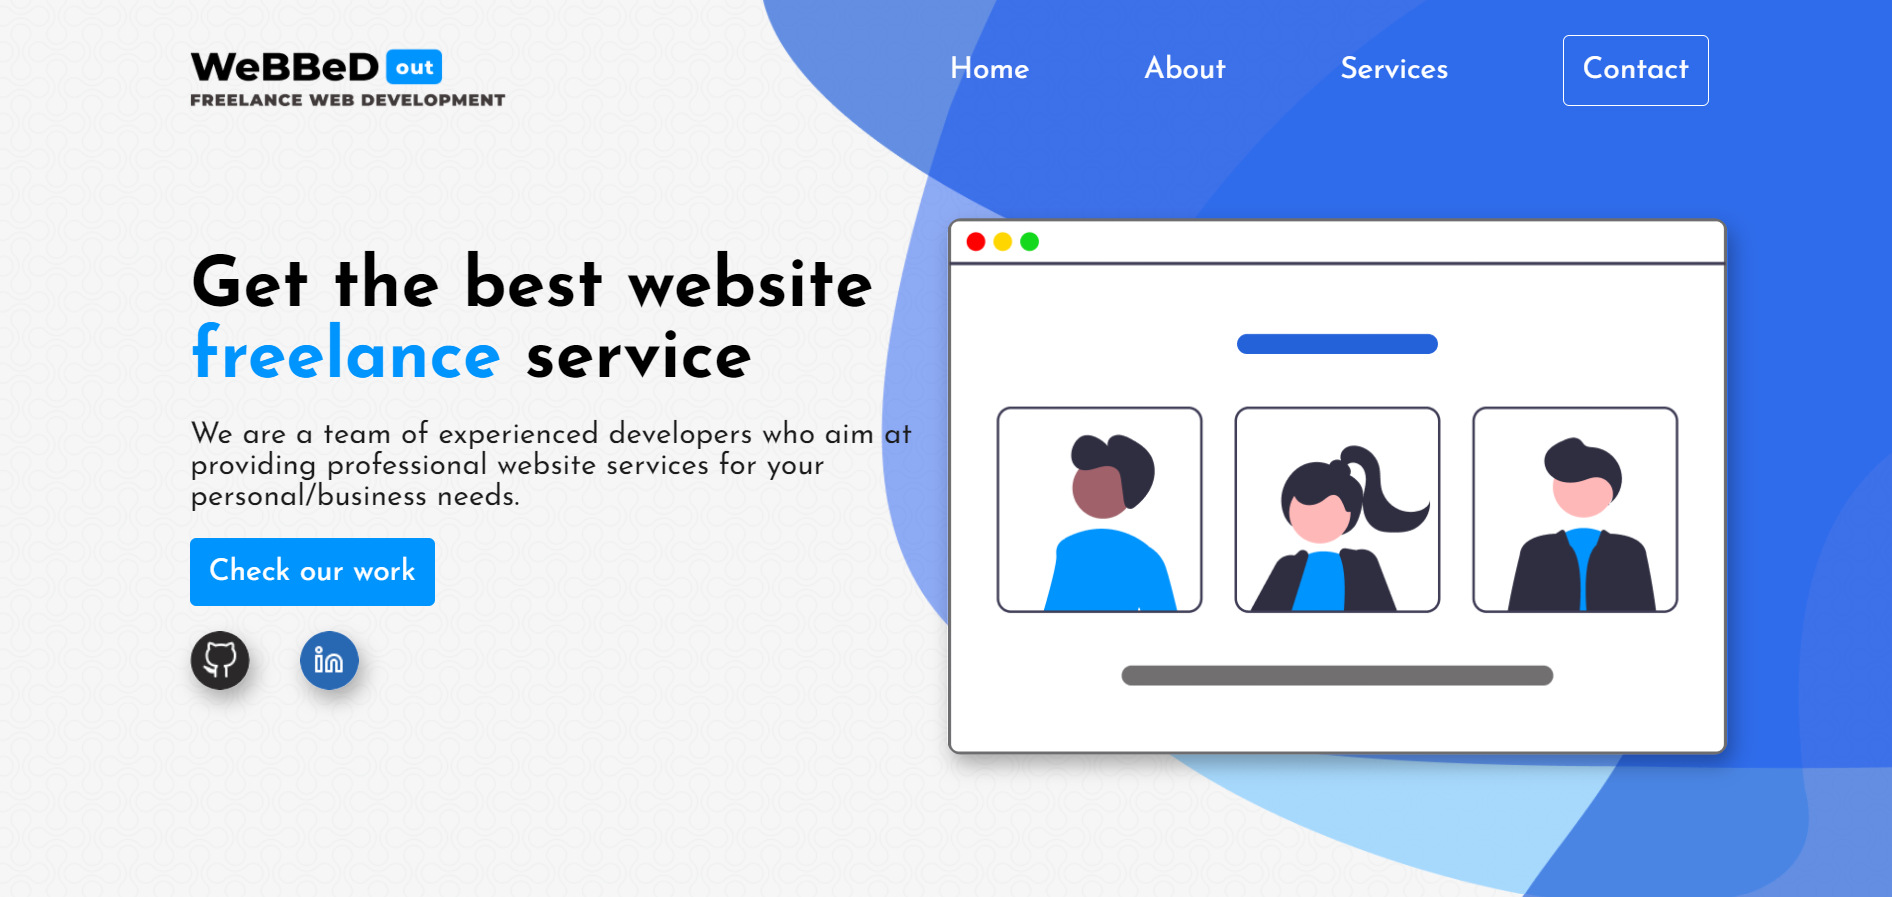 WeBBeD out
FREELANCE WEB DEVELOPMENT
Home
About
Services
Contact
Get the best website
freelance service
We are a team of experienced developers who aim at
providing professional website services for your
personal/business needs.
Check our work
in